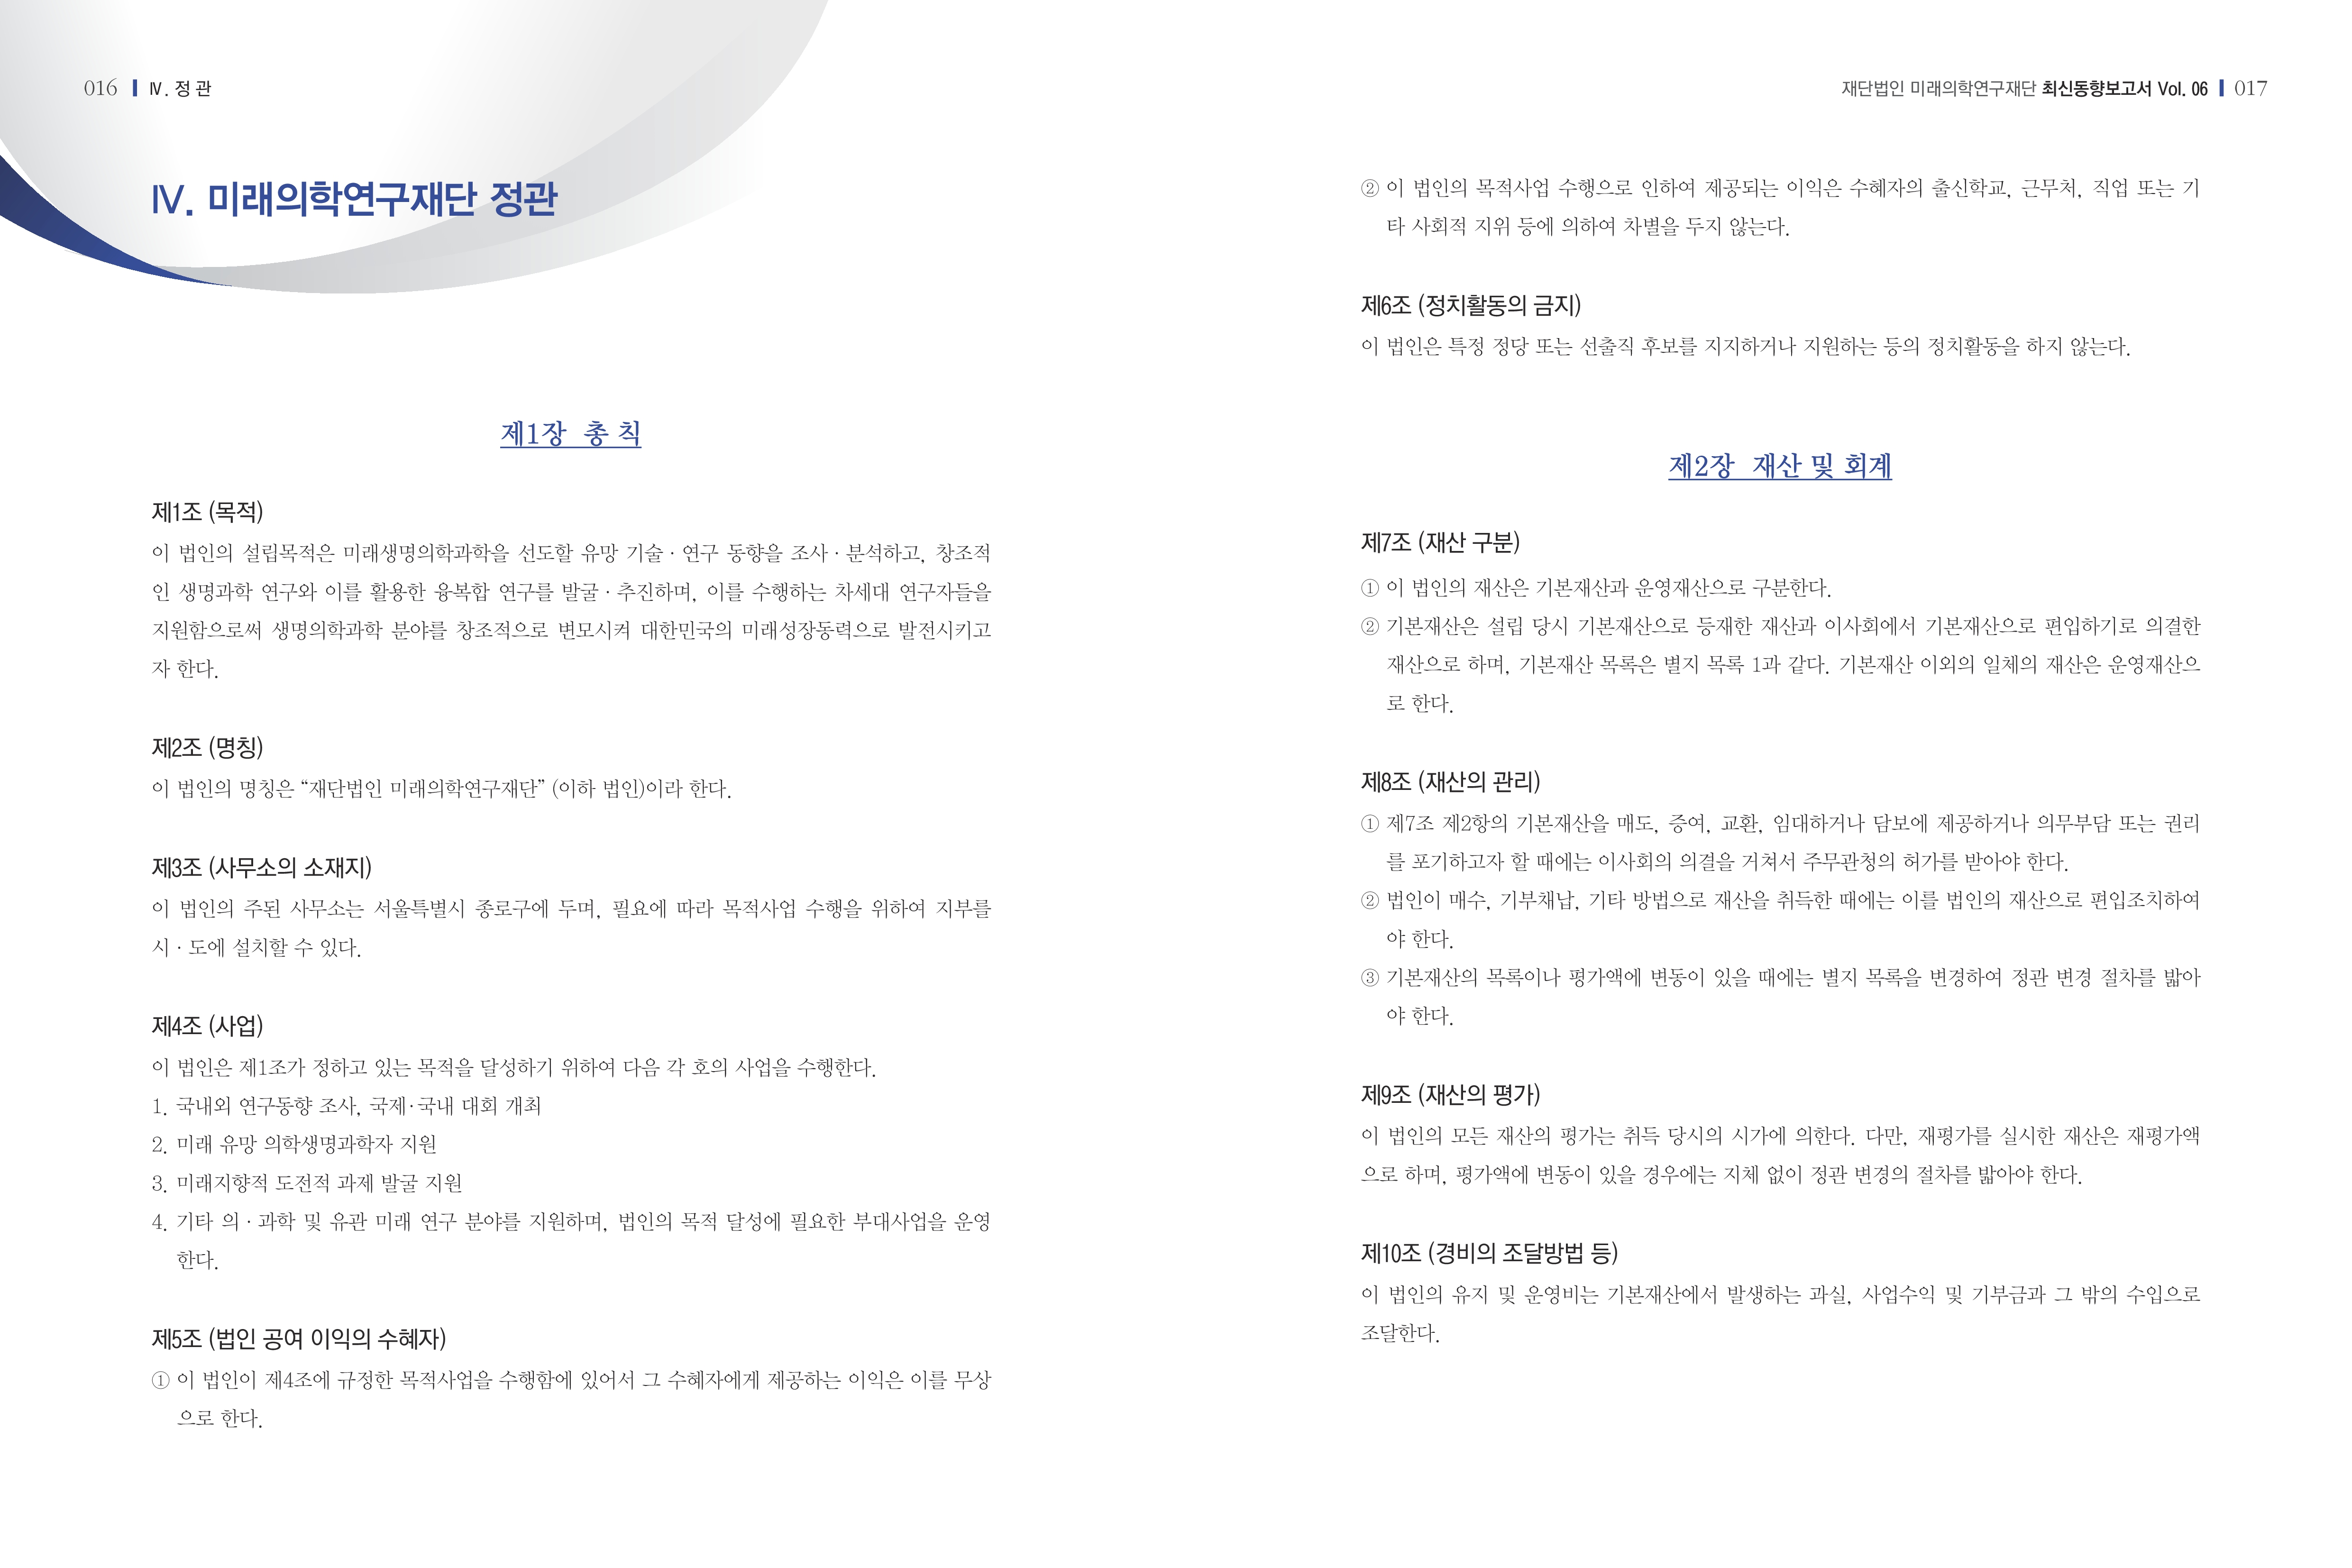 016 Ⅳ. 정 관
Ⅳ. 미래의학연구재단 정관
제1장 총 칙
제1조 (목적)
이 법인의 설립목적은 미래생명의학과학을 선도할 유망 기술 · 연구 동향을 조사 · 분석하고, 창조적
인 생명과학 연구와 이를 활용한 융복합 연구를 발굴 · 추진하며, 이를 수행하는 차세대 연구자들을
지원함으로써 생명의학과학 분야를 창조적으로 변모시켜 대한민국의 미래성장동력으로 발전시키고
자 한다.
제2조 (명칭)
이 법인의 명칭은 “재단법인 미래의학연구재단” (이하 법인)이라 한다.
제3조 (사무소의 소재지)
이 법인의 주된 사무소는 서울특별시 종로구에 두며, 필요에 따라 목적사업 수행을 위하여 지부를
시 · 도에 설치할 수 있다.
제4조 (사업)
이 법인은 제1조가 정하고 있는 목적을 달성하기 위하여 다음 각 호의 사업을 수행한다.
1. 국내외 연구동향 조사, 국제·국내 대회 개최
2. 미래 유망 의학생명과학자 지원
3. 미래지향적 도전적 과제 발굴 지원
4. 기타 의 · 과학 및 유관 미래 연구 분야를 지원하며, 법인의 목적 달성에 필요한 부대사업을 운영
한다.
제5조 (법인 공여 이익의 수혜자)
① 이 법인이 제4조에 규정한 목적사업을 수행함에 있어서 그 수혜자에게 제공하는 이익은 이를 무상
으로 한다.
재단법인 미래의학연구재단 최신동향보고서 Vol. 06 017
② 이 법인의 목적사업 수행으로 인하여 제공되는 이익은 수혜자의 출신학교, 근무처, 직업 또는 기
타 사회적 지위 등에 의하여 차별을 두지 않는다.
제6조 (정치활동의 금지)
이 법인은 특정 정당 또는 선출직 후보를 지지하거나 지원하는 등의 정치활동을 하지 않는다.
제2장 재산 및 회계
제7조 (재산 구분)
① 이 법인의 재산은 기본재산과 운영재산으로 구분한다.
② 기본재산은 설립 당시 기본재산으로 등재한 재산과 이사회에서 기본재산으로 편입하기로 의결한
재산으로 하며, 기본재산 목록은 별지 목록 1과 같다. 기본재산 이외의 일체의 재산은 운영재산으
로 한다.
제8조 (재산의 관리)
① 제7조 제2항의 기본재산을 매도, 증여, 교환, 임대하거나 담보에 제공하거나 의무부담 또는 권리
를 포기하고자 할 때에는 이사회의 의결을 거쳐서 주무관청의 허가를 받아야 한다.
② 법인이 매수, 기부채납, 기타 방법으로 재산을 취득한 때에는 이를 법인의 재산으로 편입조치하여
야 한다.
③ 기본재산의 목록이나 평가액에 변동이 있을 때에는 별지 목록을 변경하여 정관 변경 절차를 밟아
야 한다.
제9조 (재산의 평가)
이 법인의 모든 재산의 평가는 취득 당시의 시가에 의한다. 다만, 재평가를 실시한 재산은 재평가액
으로 하며, 평가액에 변동이 있을 경우에는 지체 없이 정관 변경의 절차를 밟아야 한다.
제10조 (경비의 조달방법 등)
이 법인의 유지 및 운영비는 기본재산에서 발생하는 과실, 사업수익 및 기부금과 그 밖의 수입으로
조달한다.